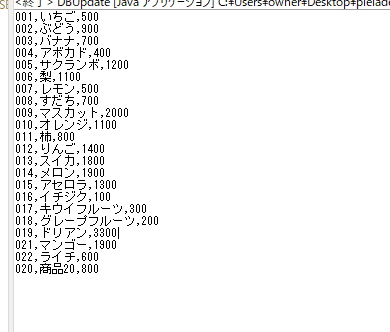 <終了> DBUpdate [Java アプリケーション] C:¥Users¥owner¥Desktop¥pleiade
001,いちご,500
002,ぶどう,900
003,バナナ,700
004,アボカド,400
005,サクランボ,1200
006,梨,1100
007,レモン,500
008,すだち,700
009,マスカット,2000
010,オレンジ,1100
011,柿,800
012,りんご,1400
013,スイカ,1800
014,メロン,1900
015,アセロラ,1300
016,イチジク,100
017,キウイフルーツ,300
018,グレープフルーツ,200
019,ドリアン,3300
021,マンゴー,1900
022,ライチ,600
020,商品20,800